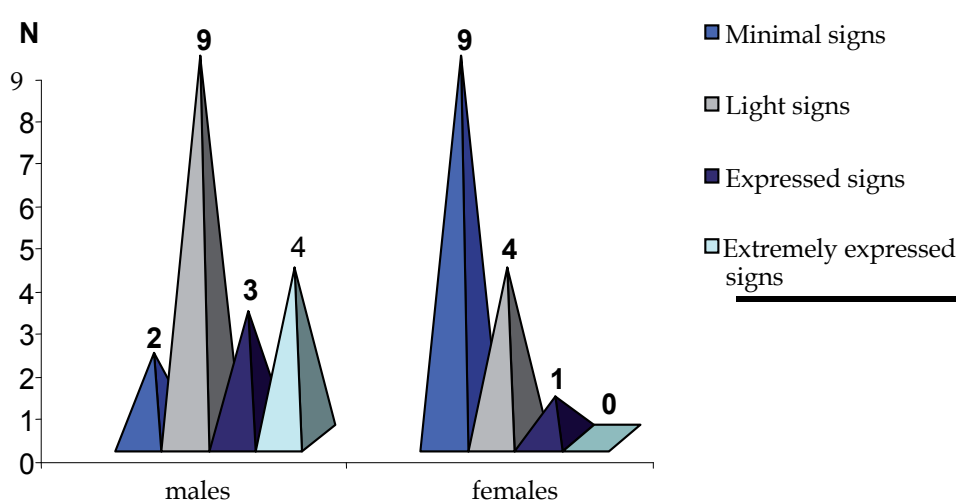 N
9
8
7
6
5
4
3
2
1
0
2
9
3
4
9
4
1
0
males
females
Minimal signs
Light signs
Expressed signs
Extremely expressed
signs